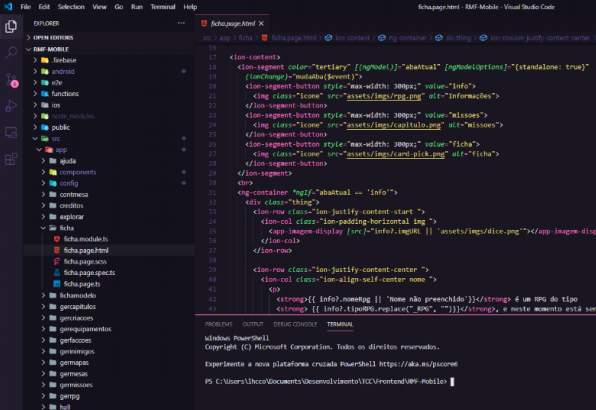 File Edit Selection View Go Run Terminal Help
ficha.page.html - RMF-Mobile - Visual Studio Code
EXPLORER
OPEN EDITORS
RMF-MOBILE
.firebase
android
e2e
functions
ios
node_modules
public
src
app
ajuda
components
config
contmesa
creditos
explorar
ficha
ficha.module.ts
ficha.page.html
ficha.page.scss
ficha.page.spec.ts
ficha.page.ts
fichamodelo
gercapitulos
gercriacoes
gerequipamentos
gerfaccoes
gerinimigos
germapas
germesas
germissoes
gerrpg
hall
ficha.page.html
src > app > ficha > ficha.page.html > ion-content > ng-container > div.thing > ion-row.ion-justify-content-center
16
17 <ion-content>
18 <ion-segment color="tertiary" [(ngModel)]="abaAtual" [ngModelOptions]="{standalone: true}"
19 (ionChange)="mudaAba($event)">
20 <ion-segment-button style="max-width: 300px;" value="info">
21 <img class="icone" src="assets/imgs/rpg.png" alt="informações">
22 </ion-segment-button>
23 <ion-segment-button style="max-width: 300px;" value="missoes">
24 <img class="icone" src="assets/imgs/capitulo.png" alt="missoes">
25 </ion-segment-button>
26 <ion-segment-button style="max-width: 300px;" value="ficha">
27 <img class="icone" src="assets/imgs/card-pick.png" alt="ficha">
28 </ion-segment-button>
29 </ion-segment>
30 <br>
31 <ng-container *ngIf="abaAtual == 'info'">
32 <div class="thing">
33 <ion-row class="ion-justify-content-start ">
34 <ion-col class="ion-padding-horizontal img ">
35 <app-imagem-display [src]="info?.imgURL || 'assets/imgs/dice.png'"></app-imagem-disp
36 </ion-col>
37 </ion-row>
38
39 <ion-row class="ion-justify-content-center ">
40 <ion-col class="ion-align-self-center nome ">
41 <p>
42 <strong>{{ info?.nomeRpg || 'Nome não preenchido'}}</strong> é um RPG do tipo
43 <strong>{{ info?.tipoRPG.replace("_RPG", "")}}</strong>, e neste momento está sen
PROBLEMS OUTPUT DEBUG CONSOLE TERMINAL
Windows PowerShell
Copyright (C) Microsoft Corporation. Todos os direitos reservados.
Experimente a nova plataforma cruzada PowerShell https://aka.ms/pscore6
PS C:\Users\lhcco\Documents\Desenvolvimento\TCC\Frontend\RMF-Mobile>